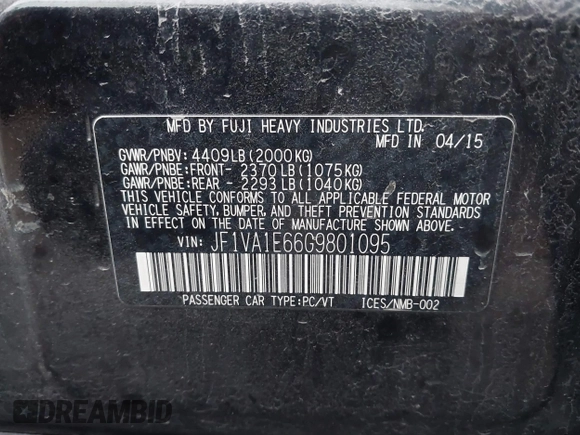 MFD BY FUJI HEAVY INDUSTRIES LTD.
MFD IN 04/15
GVWR/PNBV: 4409LB(2000KG)
GAWR/PNBE:FRONT- 2370LB(1075KG)
GAWR/PNBE:REAR - 2293LB(1040KG)
THIS VEHICLE CONFORMS TO ALL APPLICABLE FEDERAL MOTOR
VEHICLE SAFETY, BUMPER, AND THEFT PREVENTION STANDARDS
IN EFFECT ON THE DATE OF MANUFACTURE SHOWN ABOVE.
VIN: JF1VA1E66G9801095
PASSENGER CAR TYPE:PC/VT ICES/NMB-002
DREAMBID